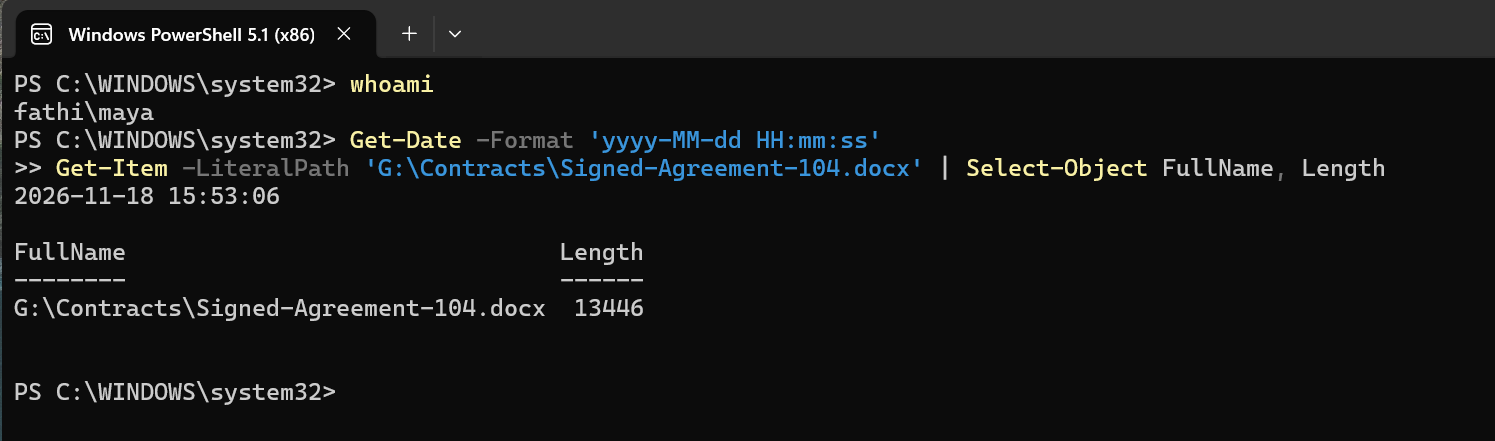 Windows PowerShell 5.1 (x86)
PS C:\WINDOWS\system32> whoami
fathi\maya
PS C:\WINDOWS\system32> Get-Date -Format 'yyyy-MM-dd HH:mm:ss'
>> Get-Item -LiteralPath 'G:\Contracts\Signed-Agreement-104.docx' | Select-Object FullName, Length
2026-11-18 15:53:06
FullName                               Length
--------                               ------
G:\Contracts\Signed-Agreement-104.docx  13446
PS C:\WINDOWS\system32>